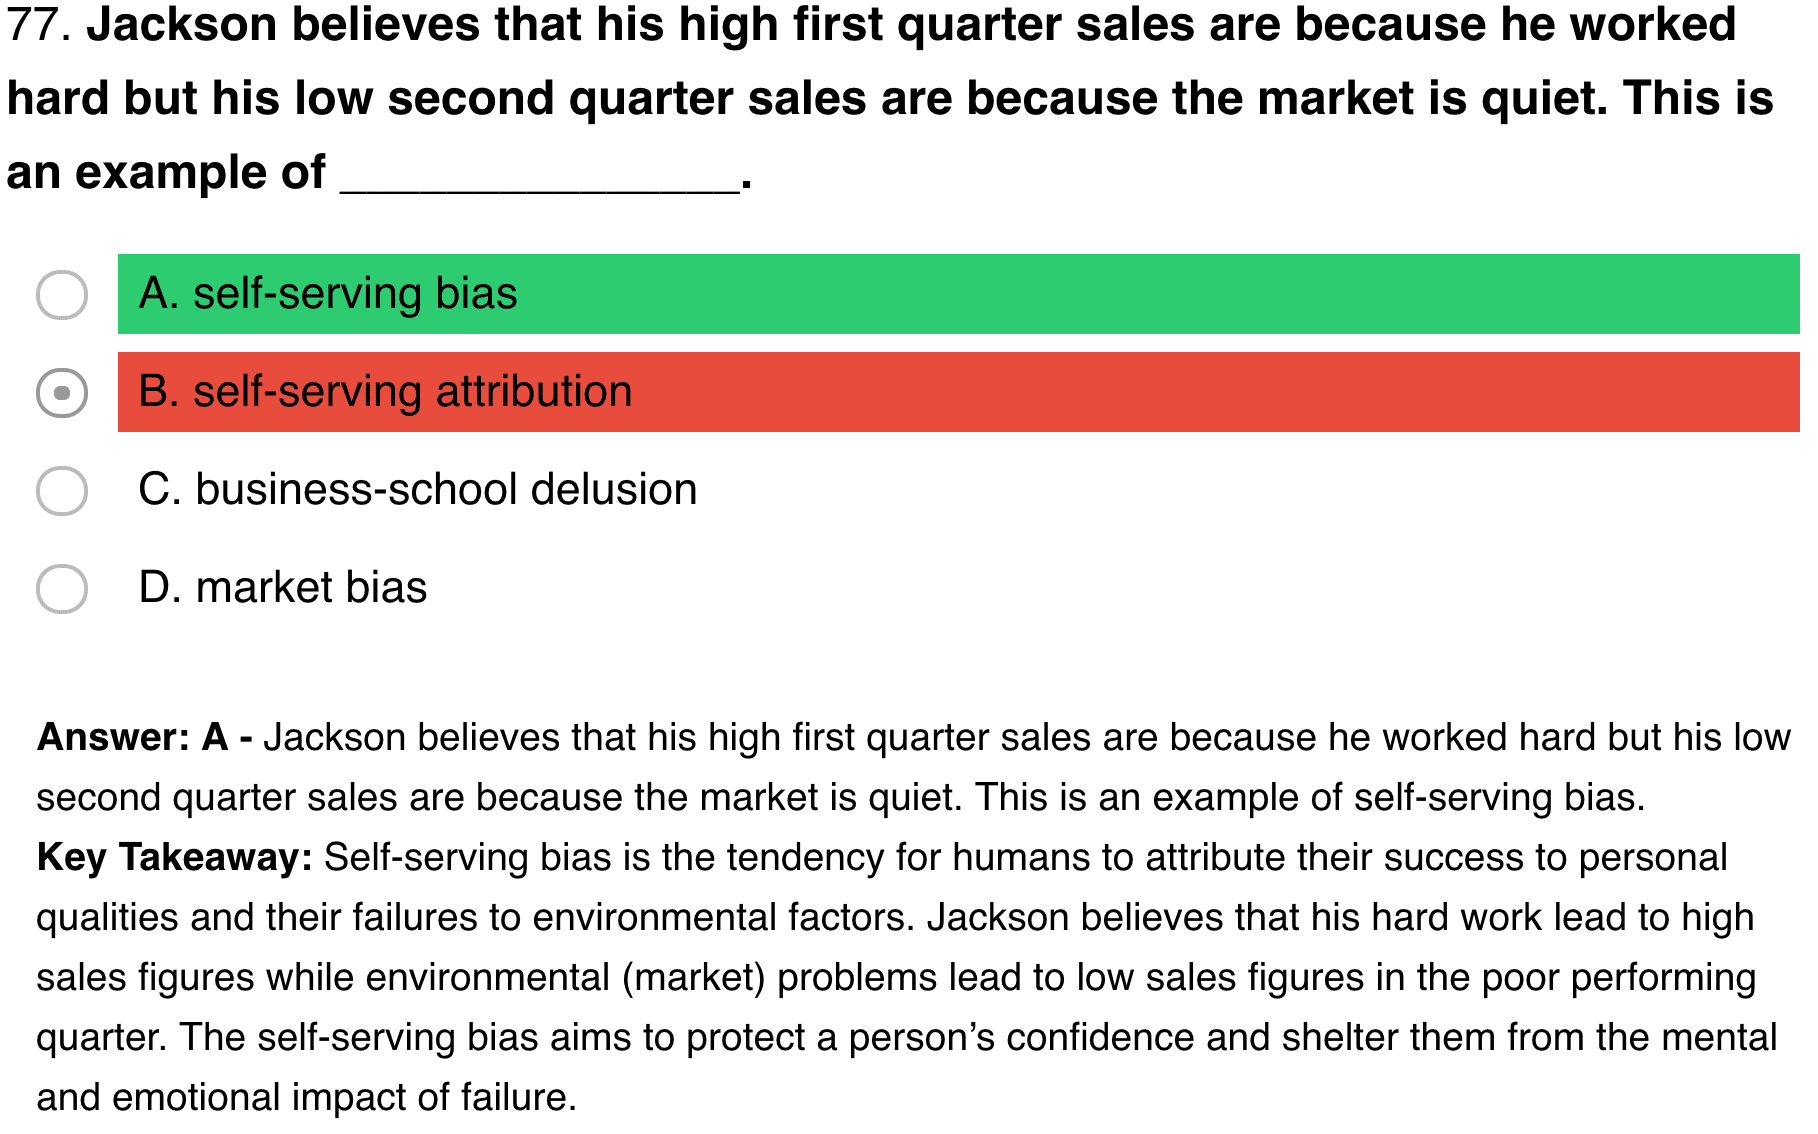 77. Jackson believes that his high first quarter sales are because he worked
hard but his low second quarter sales are because the market is quiet. This is
an example of _______________.
A. self-serving bias
B. self-serving attribution
C. business-school delusion
D. market bias
Answer: A - Jackson believes that his high first quarter sales are because he worked hard but his low
second quarter sales are because the market is quiet. This is an example of self-serving bias.
Key Takeaway: Self-serving bias is the tendency for humans to attribute their success to personal
qualities and their failures to environmental factors. Jackson believes that his hard work lead to high
sales figures while environmental (market) problems lead to low sales figures in the poor performing
quarter. The self-serving bias aims to protect a person’s confidence and shelter them from the mental
and emotional impact of failure.